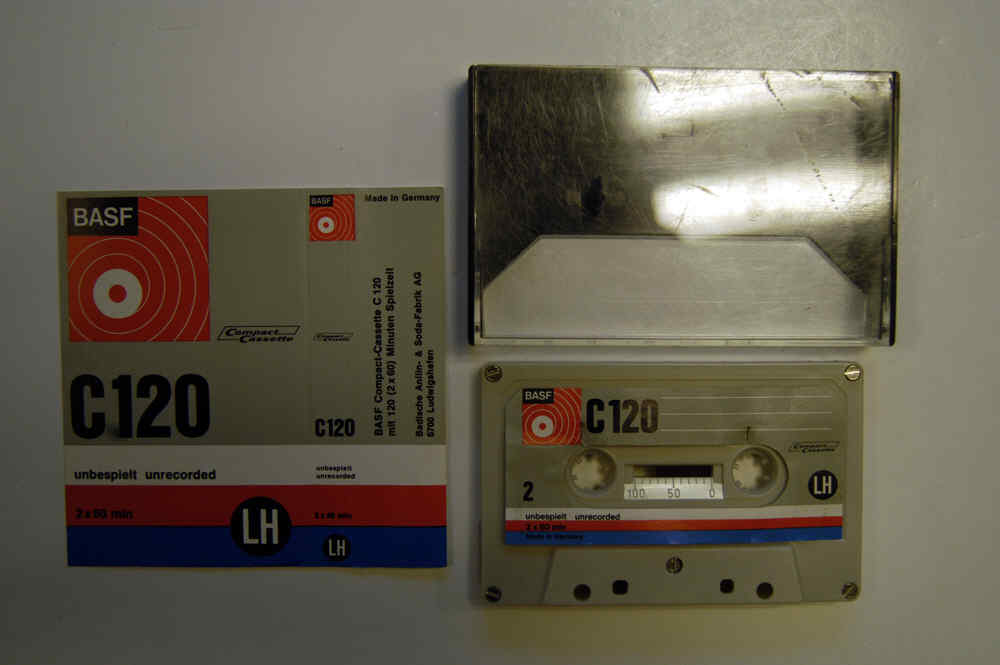 BASF
Compact
Cassette
C120
unbespielt unrecorded
2 x 60 min
LH
BASF
Compact
Cassette
C120
unbespielt
unrecorded
2 x 60 min
LH
Made in Germany
BASF Compact-Cassette C 120
mit 120 (2 x 60) Minuten Spielzeit
Badische Anilin- & Soda-Fabrik AG
6700 Ludwigshafen
BASF
C120
Compact
Cassette
100 50 0
2
LH
unbespielt unrecorded
2 x 60 min
Made in Germany